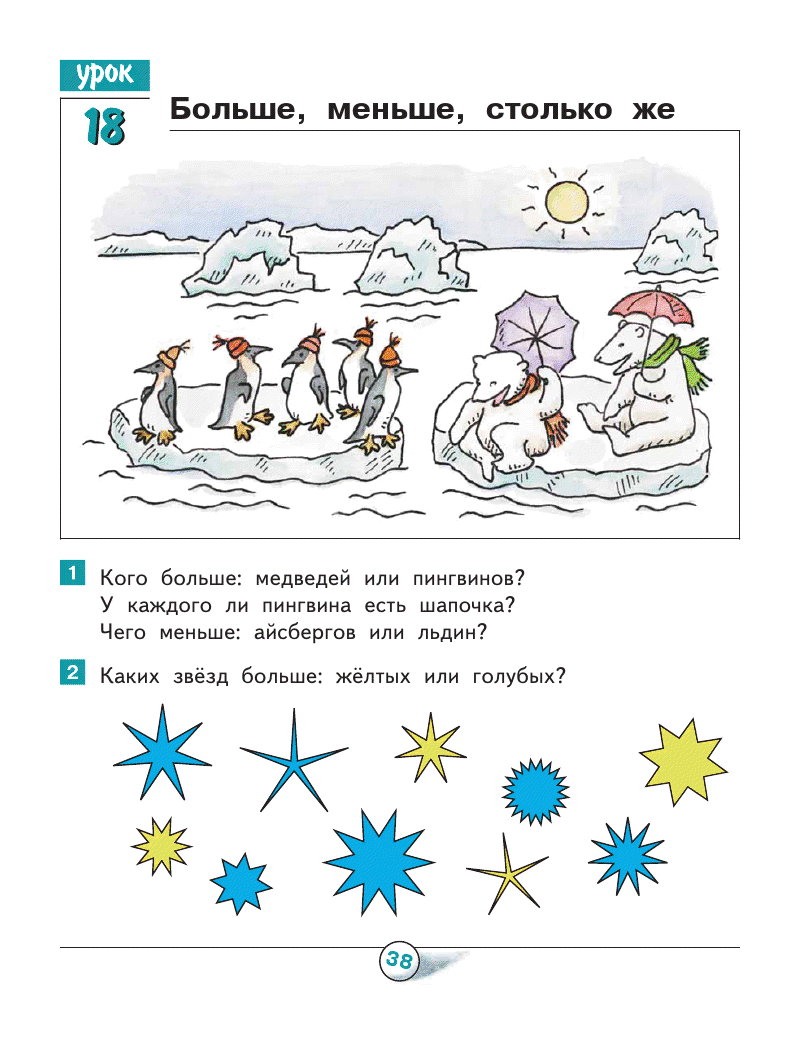 урок
18
Больше, меньше, столько же
1 Кого больше: медведей или пингвинов?
У каждого ли пингвина есть шапочка?
Чего меньше: айсбергов или льдин?
2 Каких звёзд больше: жёлтых или голубых?
38